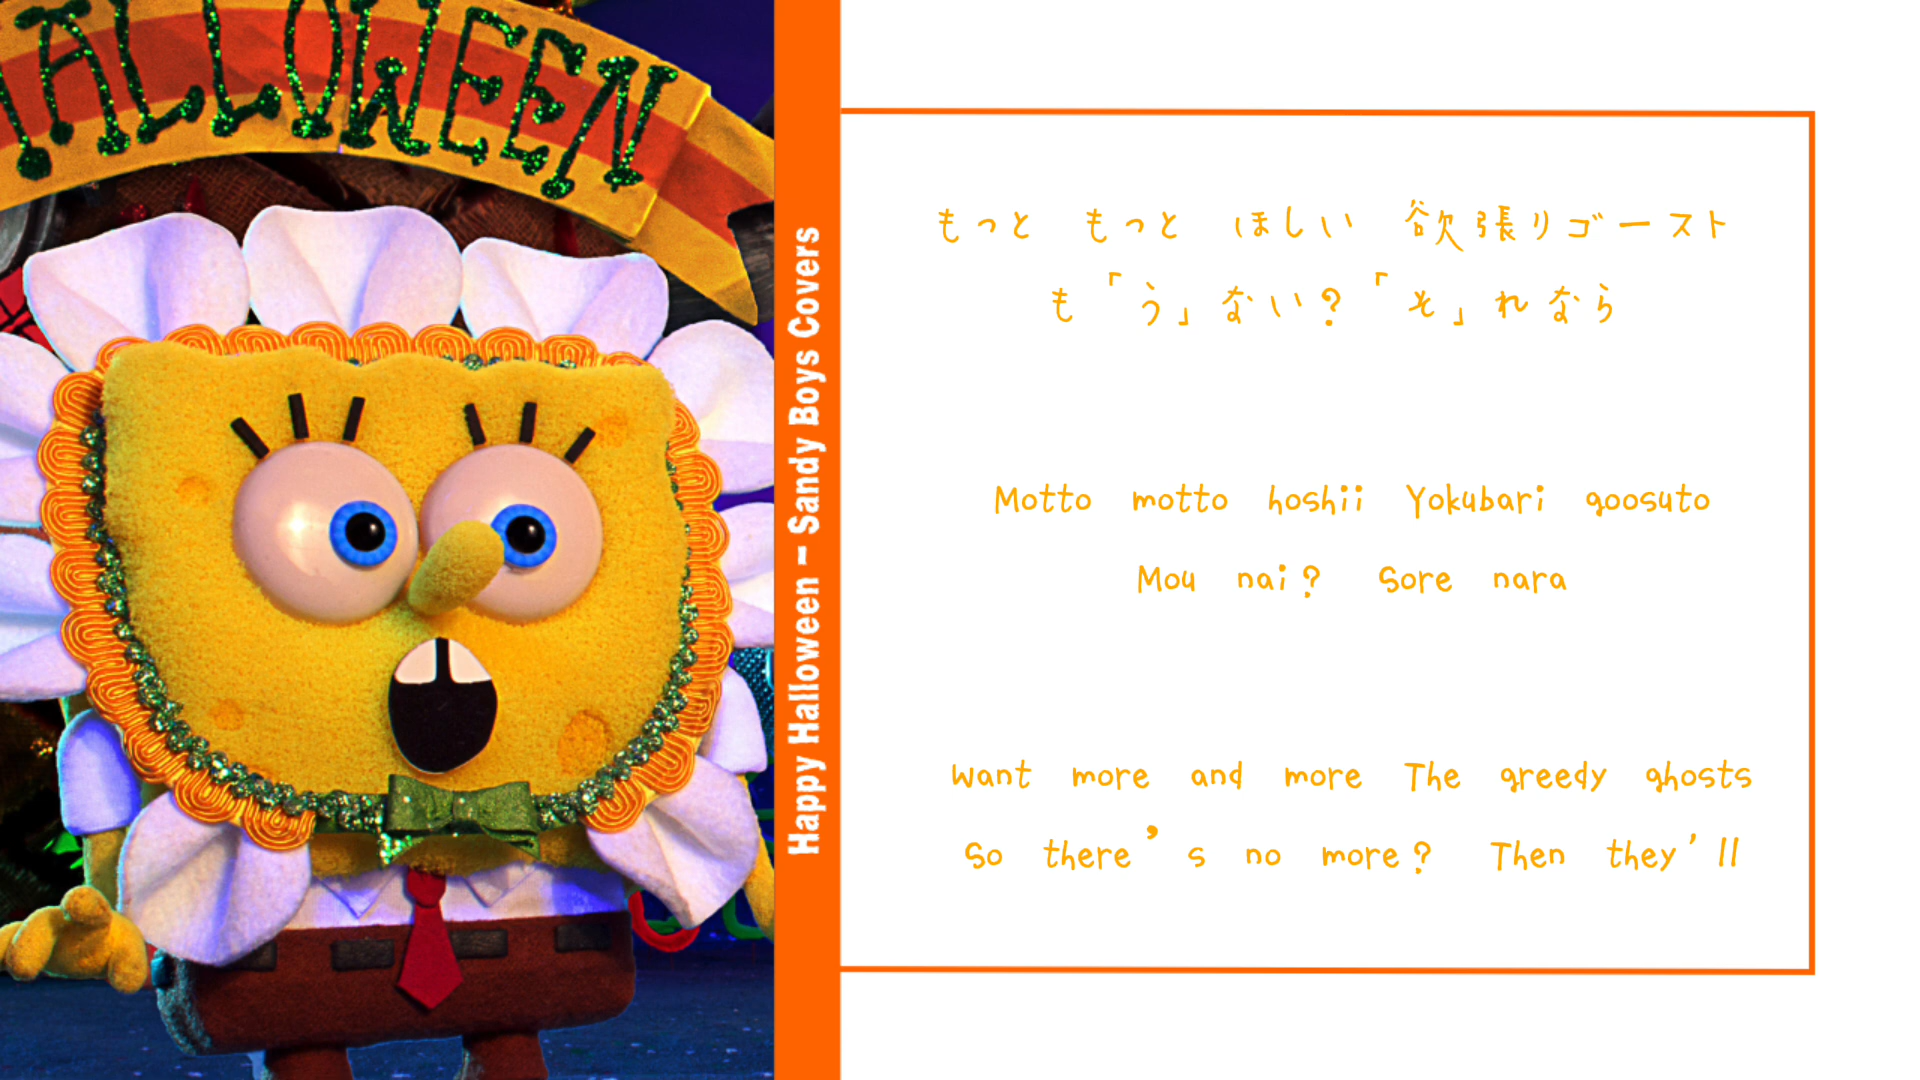 HALLOWEEN
Happy Halloween – Sandy Boys Covers
もっと もっと ほしい 欲張りゴースト
も「う」ない？「そ」れなら
Motto motto hoshii Yokubari goosuto
Mou nai? Sore nara
Want more and more The greedy ghosts
So there's no more? Then they'll